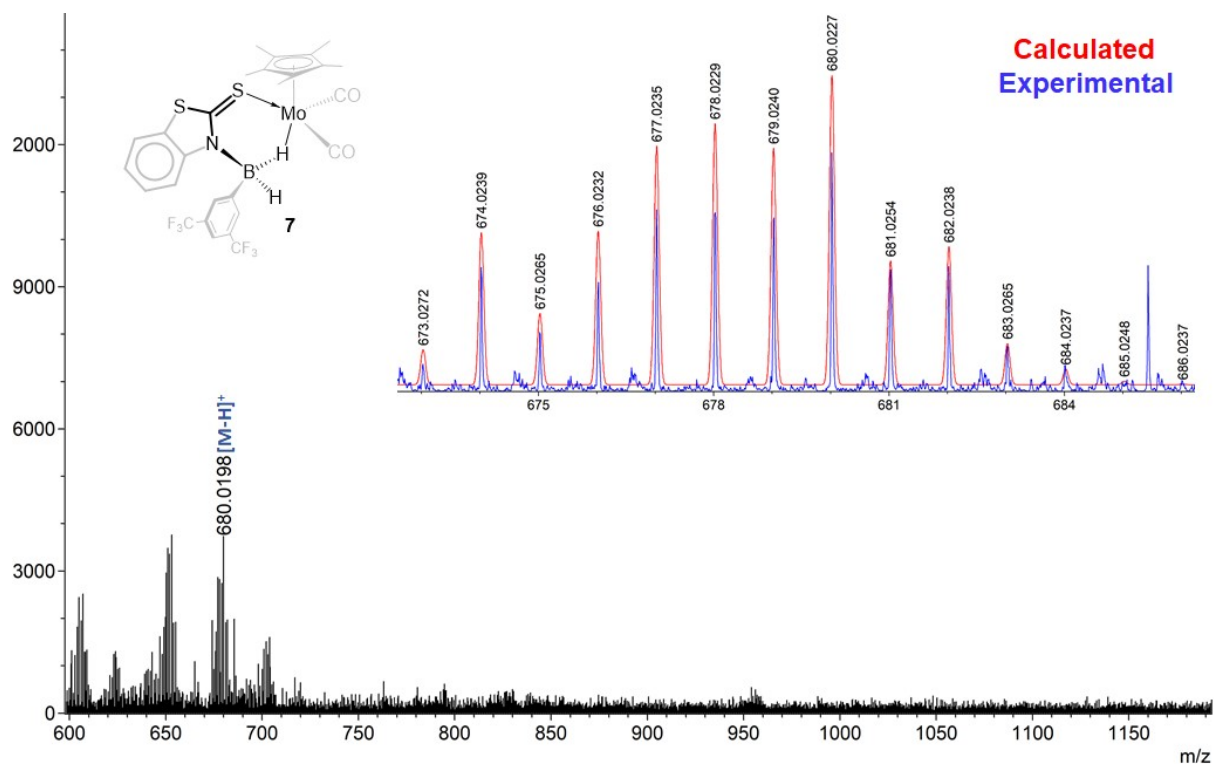 Calculated
Experimental
S
S
N
B
H
H
Mo
CO
CO
F₃C
CF₃
7
673.0272
674.0239
675.0265
676.0232
677.0235
678.0229
679.0240
680.0227
681.0254
682.0238
683.0265
684.0237
685.0248
686.0237
675
678
681
684
2000
9000
6000
3000
0
680.0198 [M-H]⁺
600
650
700
750
800
850
900
950
1000
1050
1100
1150
m/z